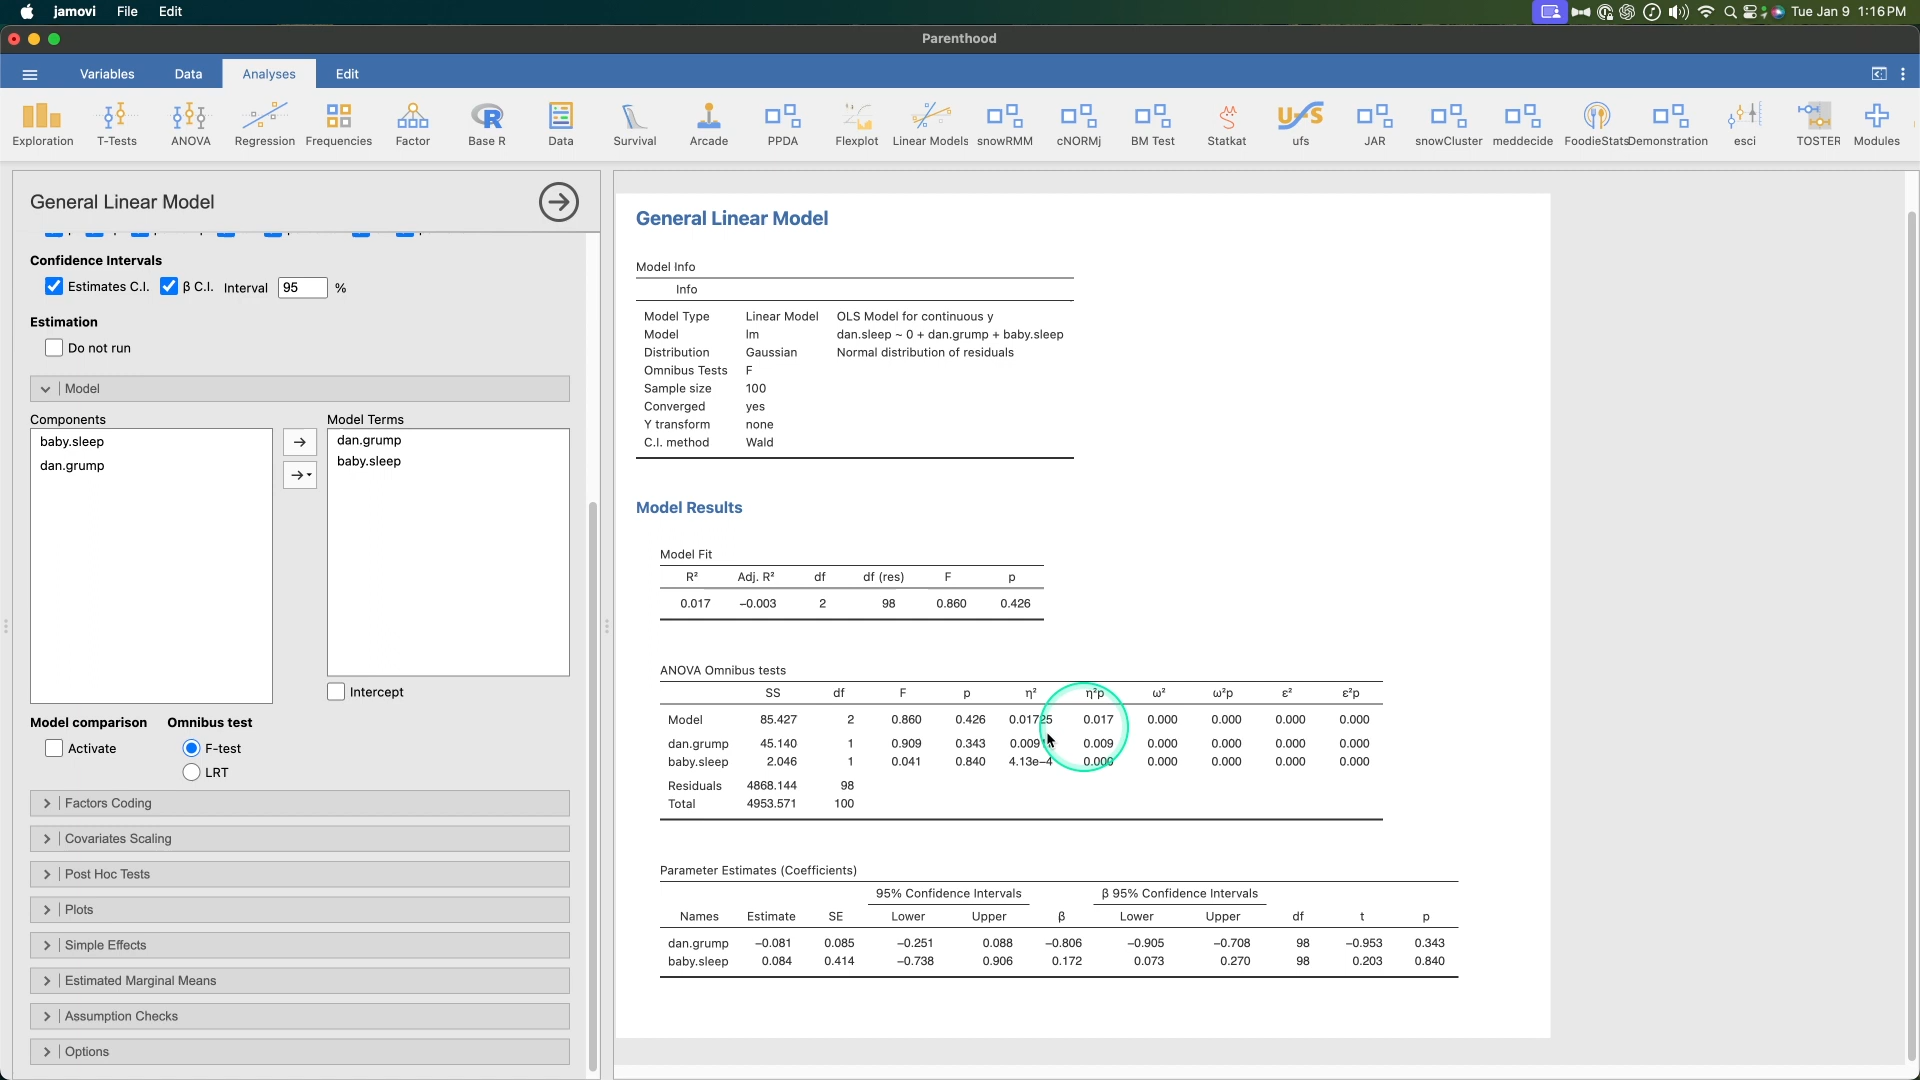 jamovi File Edit Tue Jan 9 1:16 PM
Parenthood
Variables Data Analyses Edit
Exploration T-Tests ANOVA Regression Frequencies Factor Base R Data Survival Arcade PPDA Flexplot Linear Models snowRMM cNORMj BM Test Statkat ufs JAR snowCluster meddecide FoodieStats Demonstration esci TOSTER Modules
General Linear Model
Confidence Intervals
Estimates C.I. β C.I. Interval 95 %
Estimation
Do not run
Model
Components Model Terms
baby.sleep dan.grump
dan.grump baby.sleep
Intercept
Model comparison Omnibus test
Activate F-test
LRT
Factors Coding
Covariates Scaling
Post Hoc Tests
Plots
Simple Effects
Estimated Marginal Means
Assumption Checks
Options
General Linear Model
Model Info
Info
Model Type Linear Model OLS Model for continuous y
Model lm dan.sleep ~ 0 + dan.grump + baby.sleep
Distribution Gaussian Normal distribution of residuals
Omnibus Tests F
Sample size 100
Converged yes
Y transform none
C.I. method Wald
Model Results
Model Fit
R² Adj. R² df df (res) F p
0.017 −0.003 2 98 0.860 0.426
ANOVA Omnibus tests
SS df F p η² η²p ω² ω²p ε² ε²p
Model 85.427 2 0.860 0.426 0.01725 0.017 0.000 0.000 0.000 0.000
dan.grump 45.140 1 0.909 0.343 0.009 0.000 0.000 0.000 0.000
baby.sleep 2.046 1 0.041 0.840 4.13e−4 0.000 0.000 0.000 0.000 0.000
Residuals 4868.144 98
Total 4953.571 100
Parameter Estimates (Coefficients)
95% Confidence Intervals β 95% Confidence Intervals
Names Estimate SE Lower Upper β Lower Upper df t p
dan.grump −0.081 0.085 −0.251 0.088 −0.806 −0.905 −0.708 98 −0.953 0.343
baby.sleep 0.084 0.414 −0.738 0.906 0.172 0.073 0.270 98 0.203 0.840